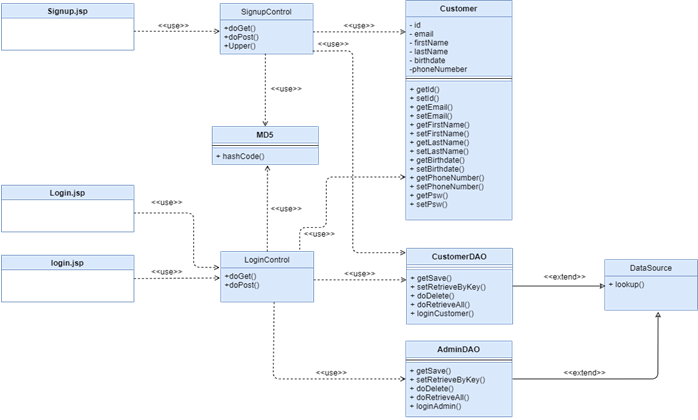 Signup.jsp
<<use>>
SignupControl
+doGet()
+doPost()
+Upper()
<<use>>
<<use>>
<<use>>
Customer
- id
- email
- firstName
- lastName
- birthdate
-phoneNumeber
+ getId()
+ setId()
+ getEmail()
+ setEmail()
+ getFirstName()
+ setFirstName()
+ getLastName()
+ setLastName()
+ getBirthdate()
+ setBirthdate()
+ getPhoneNumber()
+ setPhoneNumber()
+ getPsw()
+ setPsw()
MD5
+ hashCode()
<<use>>
<<use>>
Login.jsp
<<use>>
login.jsp
<<use>>
LoginControl
+doGet()
+doPost()
<<use>>
<<use>>
CustomerDAO
+ getSave()
+ setRetrieveByKey()
+ doDelete()
+ doRetrieveAll()
+ loginCustomer()
<<extend>>
DataSource
+ lookup()
AdminDAO
+ getSave()
+ setRetrieveByKey()
+ doDelete()
+ doRetrieveAll()
+ loginAdmin()
<<extend>>